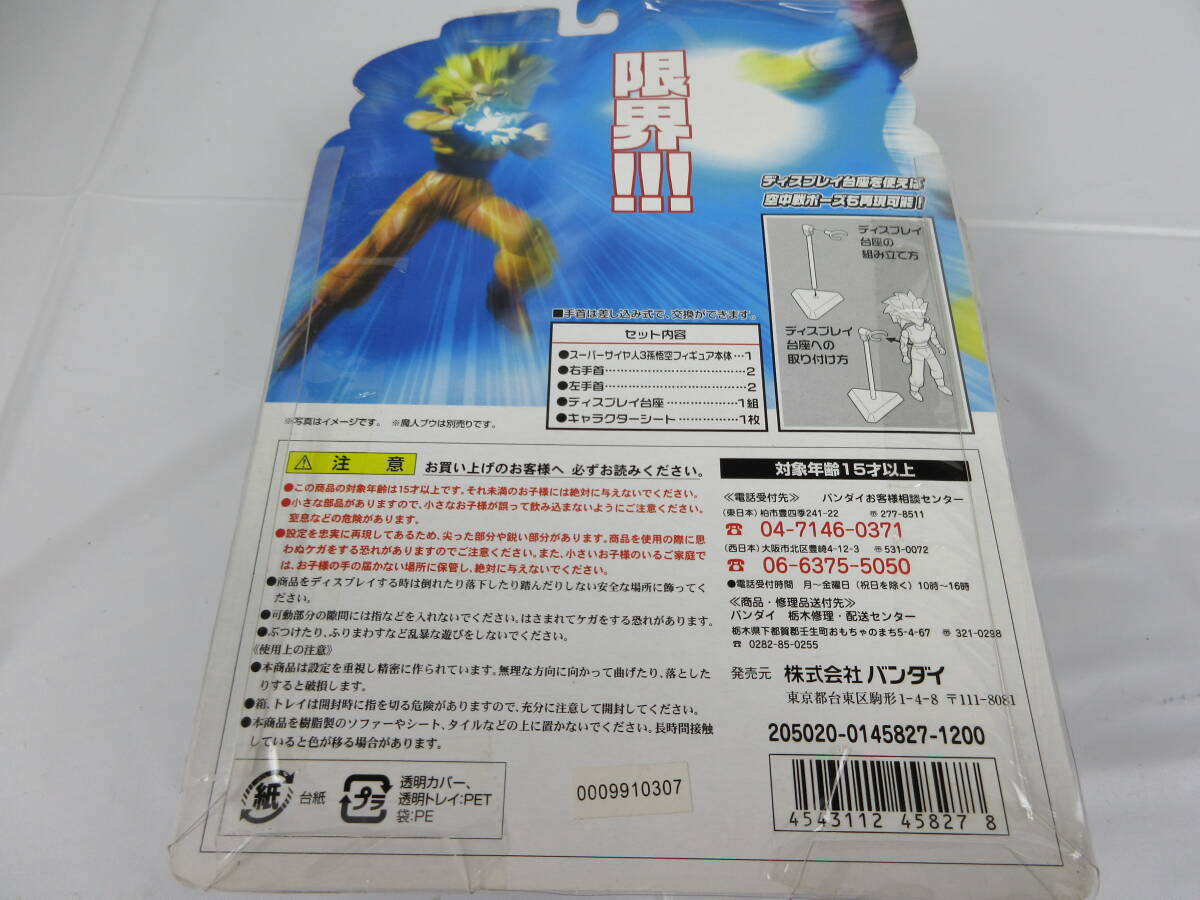 限界!!!
ディスプレイ台座を使えば
空中戦ポーズも再現可能!
ディスプレイ
台座の
組み立て方
ディスプレイ
台座への
取り付け方
■手首は差し込み式で、交換ができます。
セット内容
●スーパーサイヤ人3孫悟空フィギュア本体…1
●右手首……………………………2
●左手首……………………………2
●ディスプレイ台座………………1組
●キャラクターシート……………1枚
※写真はイメージです。 ※魔人ブウは別売りです。
⚠ 注意 お買い上げのお客様へ 必ずお読みください。
●この商品の対象年齢は15才以上です。それ未満のお子様には絶対に与えないでください。
●小さな部品がありますので、小さなお子様が誤って飲み込まないようにご注意ください。
窒息などの危険があります。
●設定を忠実に再現してあるため、尖った部分や鋭い部分があります。商品を使用の際に思
わぬケガをする恐れがありますのでご注意ください。また、小さいお子様のいるご家庭で
は、お子様の手の届かない場所に保管し、絶対に与えないでください。
●商品をディスプレイする時は倒れたり落下したり踏んだりしない安全な場所に飾ってく
ださい。
●可動部分の隙間には指などを入れないでください。はさまれてケガをする恐れがあります。
●ぶつけたり、ふりまわすなど乱暴な遊びをしないでください。
《使用上の注意》
●本商品は設定を重視し精密に作られています。無理な方向に向かって曲げたり、落とした
りすると破損します。
●箱、トレイは開封時に指を切る危険がありますので、充分に注意して開封してください。
●本商品を樹脂製のソファーやシート、タイルなどの上に置かないでください。長時間接触
していると色が移る場合があります。
対象年齢15才以上
≪電話受付先≫ バンダイお客様相談センター
(東日本) 柏市豊四季241-22 〒277-8511
☎ 04-7146-0371
(西日本) 大阪市北区豊崎4-12-3 〒531-0072
☎ 06-6375-5050
●電話受付時間 月〜金曜日(祝日を除く)10時〜16時
≪商品・修理品送付先≫
バンダイ 栃木修理・配送センター
栃木県下都賀郡壬生町おもちゃのまち5-4-67 〒321-0298
☎ 0282-85-0255
発売元 株式会社 バンダイ
東京都台東区駒形1-4-8 〒111-8081
205020-0145827-1200
紙 台紙
プラ 透明カバー、
透明トレイ:PET
袋:PE
0009910307
4543112 45827 8